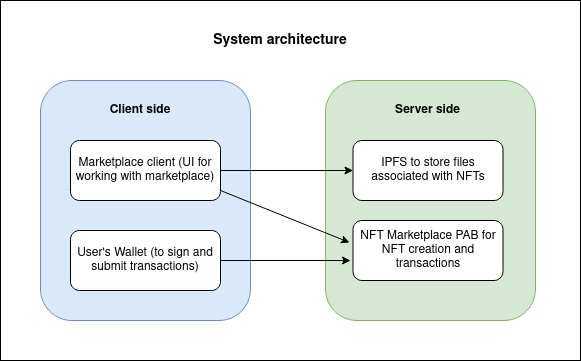 System architecture
Client side
Marketplace client (UI for
working with marketplace)
User's Wallet (to sign and
submit transactions)
Server side
IPFS to store files
associated with NFTs
NFT Marketplace PAB for
NFT creation and
transactions